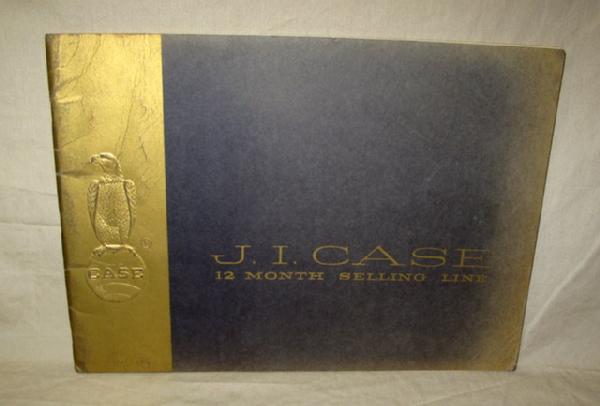 CASE
J. I. CASE
12 MONTH SELLING LINE